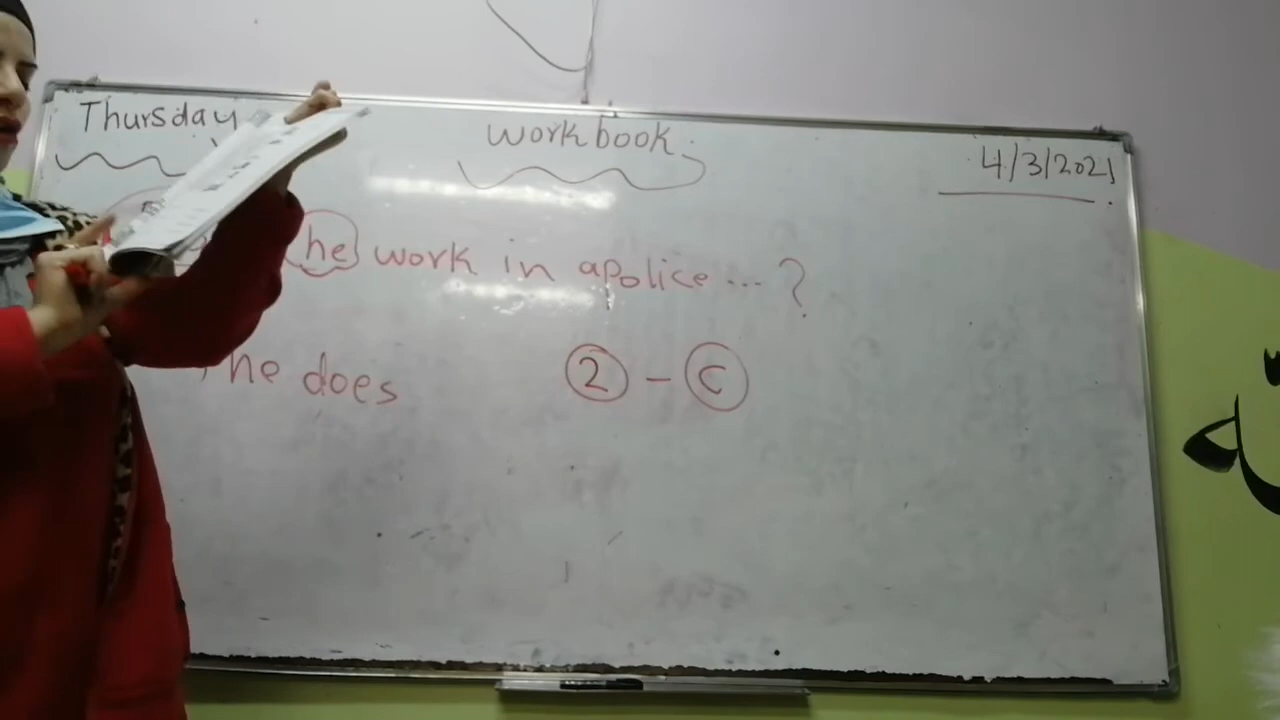 Thursday workbook. 4/3/2021
he work in apolice...?
, he does 2 - C